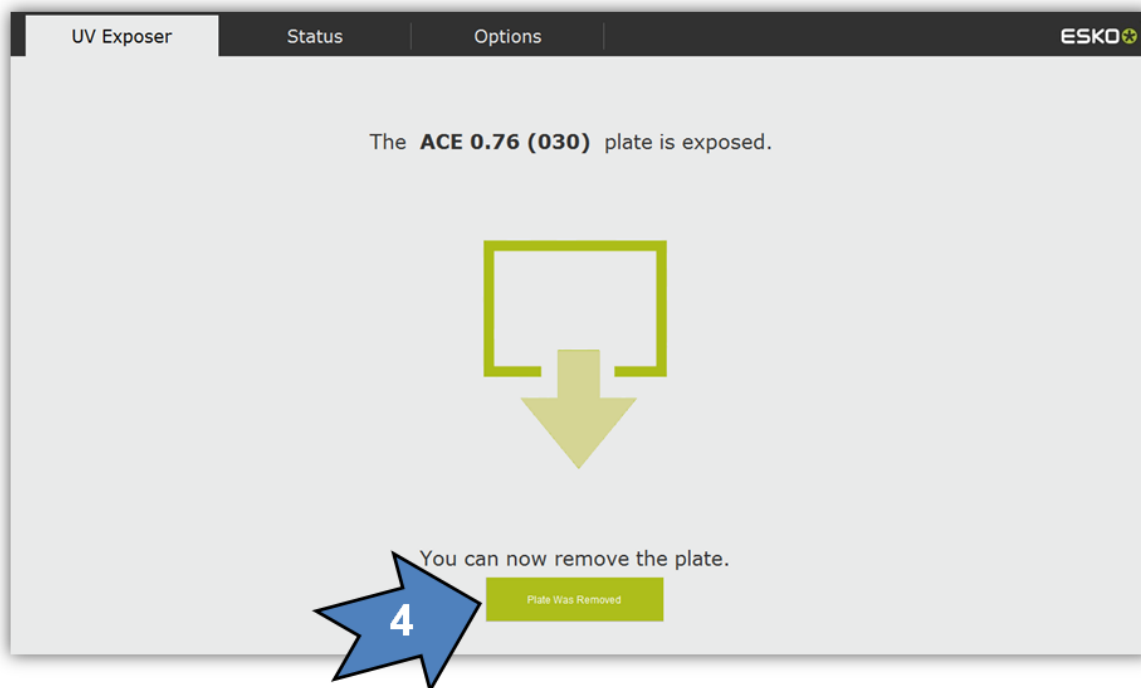 UV Exposer Status Options ESKO
The ACE 0.76 (030) plate is exposed.
You can now remove the plate.
Plate Was Removed
4